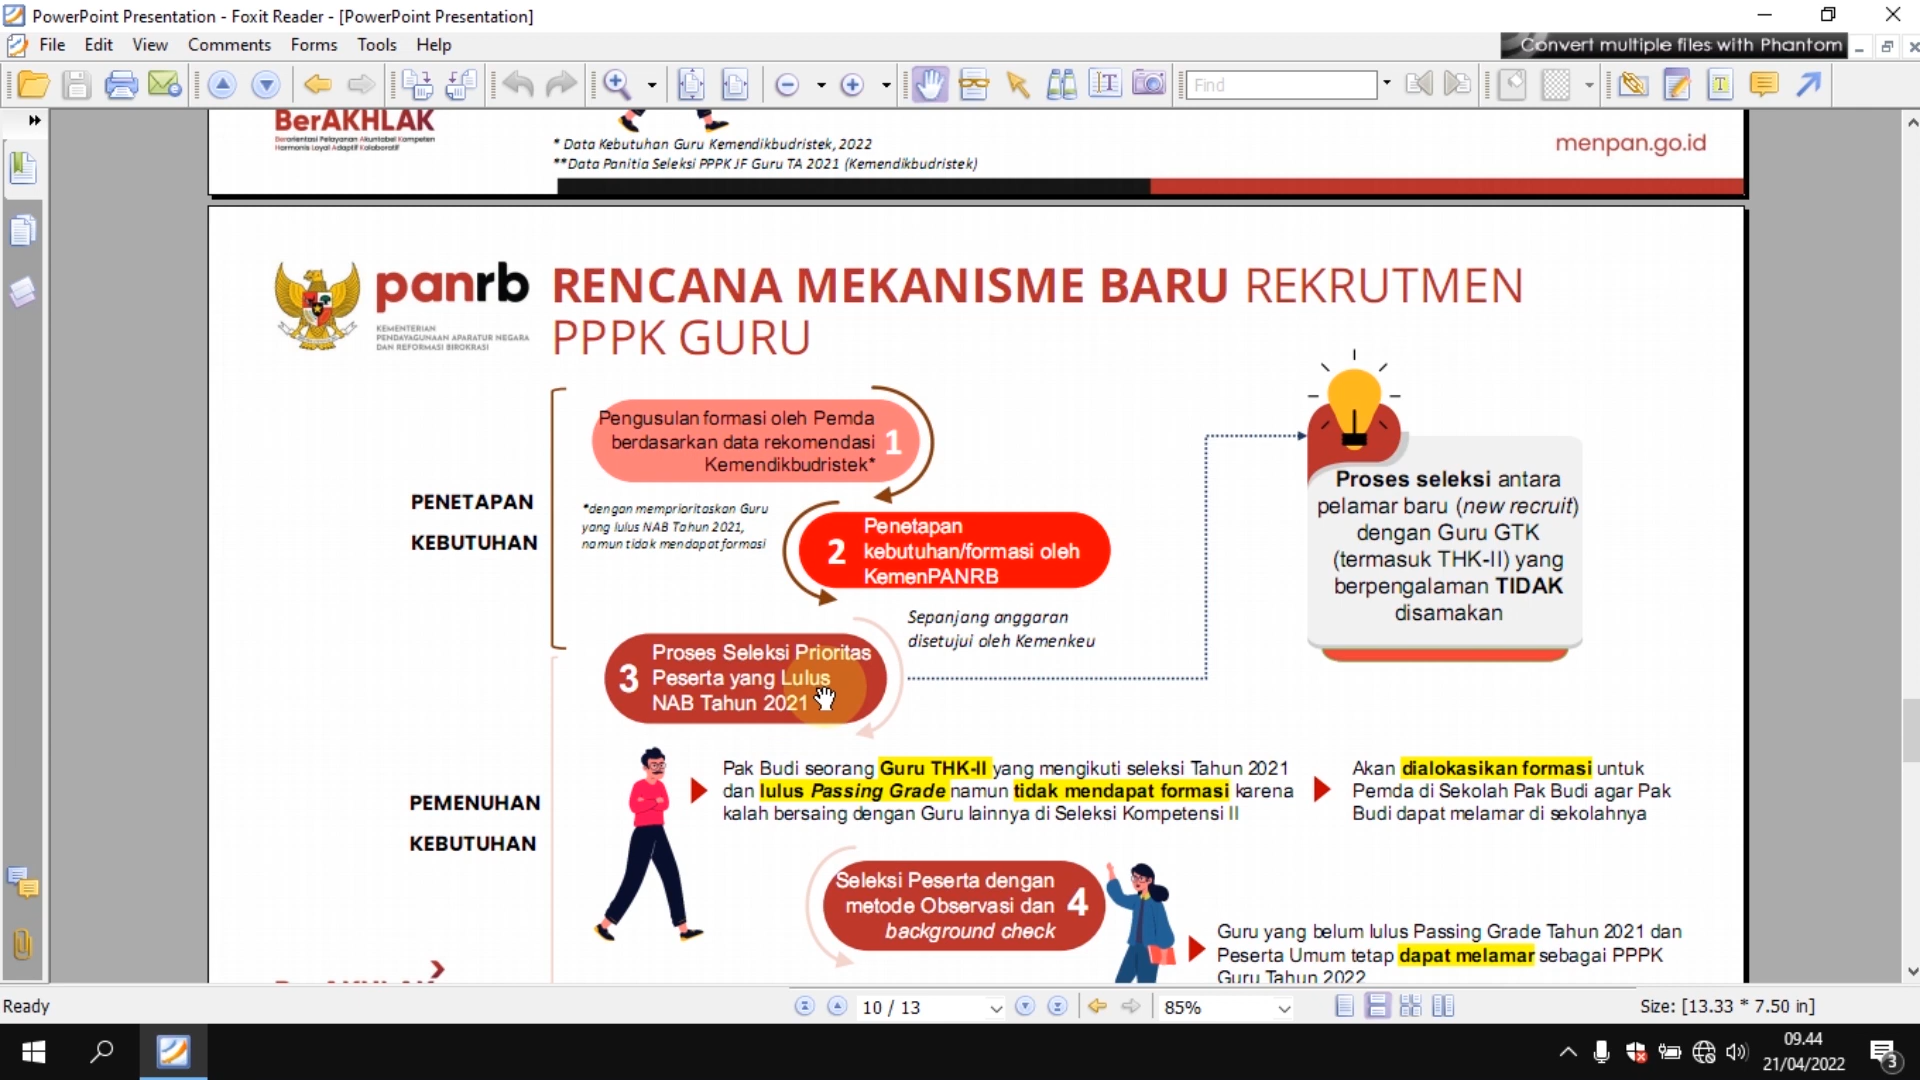 PowerPoint Presentation - Foxit Reader - [PowerPoint Presentation]
File Edit View Comments Forms Tools Help
Convert multiple files with Phantom
Find
BerAKHLAK
Berorientasi Pelayanan Akuntabel Kompeten
Harmonis Loyal Adaptif Kolaboratif
* Data Kebutuhan Guru Kemendikbudristek, 2022
**Data Panitia Seleksi PPPK JF Guru TA 2021 (Kemendikbudristek)
menpan.go.id
panrb
KEMENTERIAN
PENDAYAGUNAAN APARATUR NEGARA
DAN REFORMASI BIROKRASI
RENCANA MEKANISME BARU REKRUTMEN
PPPK GURU
Pengusulan formasi oleh Pemda
berdasarkan data rekomendasi
Kemendikbudristek*
1
PENETAPAN
KEBUTUHAN
*dengan memprioritaskan Guru
yang lulus NAB Tahun 2021,
namun tidak mendapat formasi
2
Penetapan
kebutuhan/formasi oleh
KemenPANRB
Sepanjang anggaran
disetujui oleh Kemenkeu
Proses seleksi antara
pelamar baru (new recruit)
dengan Guru GTK
(termasuk THK-II) yang
berpengalaman TIDAK
disamakan
3
Proses Seleksi Prioritas
Peserta yang Lulus
NAB Tahun 2021
PEMENUHAN
KEBUTUHAN
Pak Budi seorang Guru THK-II yang mengikuti seleksi Tahun 2021
dan lulus Passing Grade namun tidak mendapat formasi karena
kalah bersaing dengan Guru lainnya di Seleksi Kompetensi II
Akan dialokasikan formasi untuk
Pemda di Sekolah Pak Budi agar Pak
Budi dapat melamar di sekolahnya
Seleksi Peserta dengan
metode Observasi dan
background check
4
Guru yang belum lulus Passing Grade Tahun 2021 dan
Peserta Umum tetap dapat melamar sebagai PPPK
Guru Tahun 2022
Ready
10 / 13
85%
Size: [13.33 * 7.50 in]
09.44
21/04/2022
3